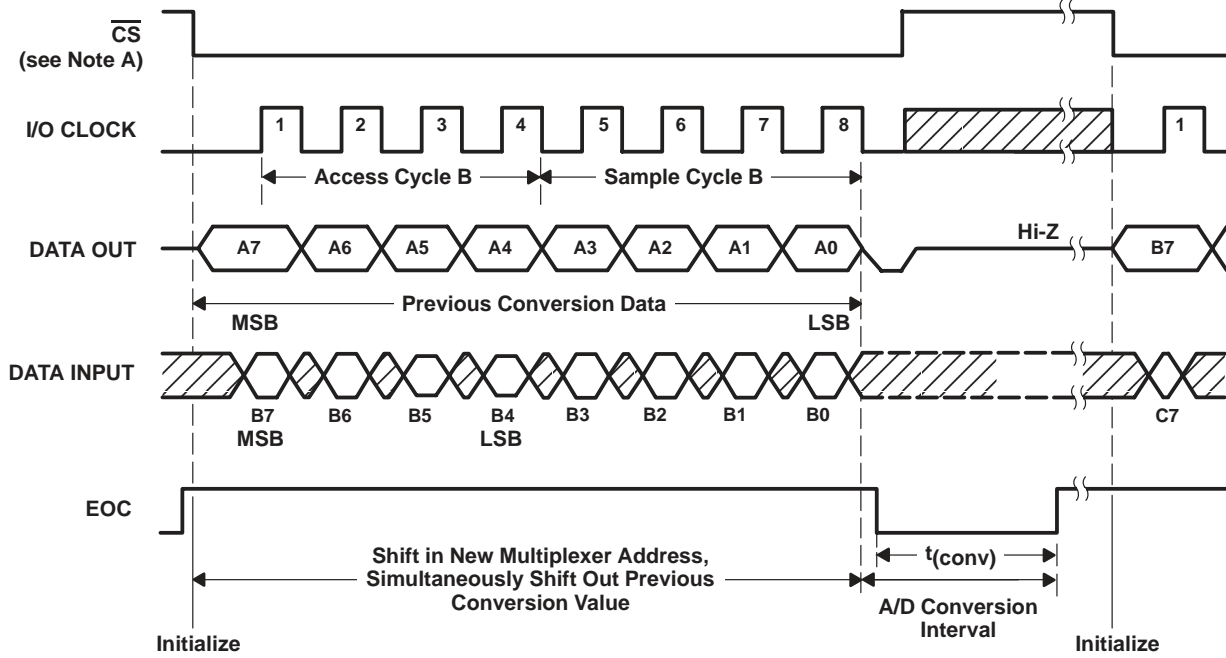 CS
(see Note A)
I/O CLOCK
1 2 3 4 5 6 7 8 1
Access Cycle B Sample Cycle B
Hi-Z
DATA OUT
A7 A6 A5 A4 A3 A2 A1 A0 B7
Previous Conversion Data
MSB LSB
DATA INPUT
B7 B6 B5 B4 B3 B2 B1 B0 C7
MSB LSB
EOC
Shift in New Multiplexer Address,
Simultaneously Shift Out Previous
Conversion Value
t(conv)
A/D Conversion
Interval
Initialize Initialize